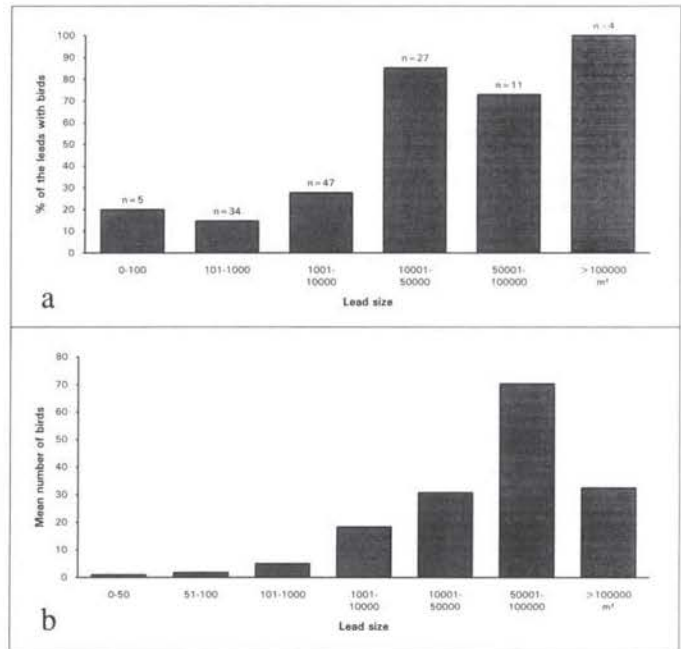 % of the leads with birds
100
90
80
70
60
50
40
30
20
10
0
n=5
n=34
n=47
n=27
n=11
n=4
0-100
101-1000
1001-
10000
10001-
50000
50001-
100000
>100000
m²
Lead size
a
Mean number of birds
80
70
60
50
40
30
20
10
0
0-50
51-100
101-1000
1001-
10000
10001-
50000
50001-
100000
>100000
m²
Lead size
b